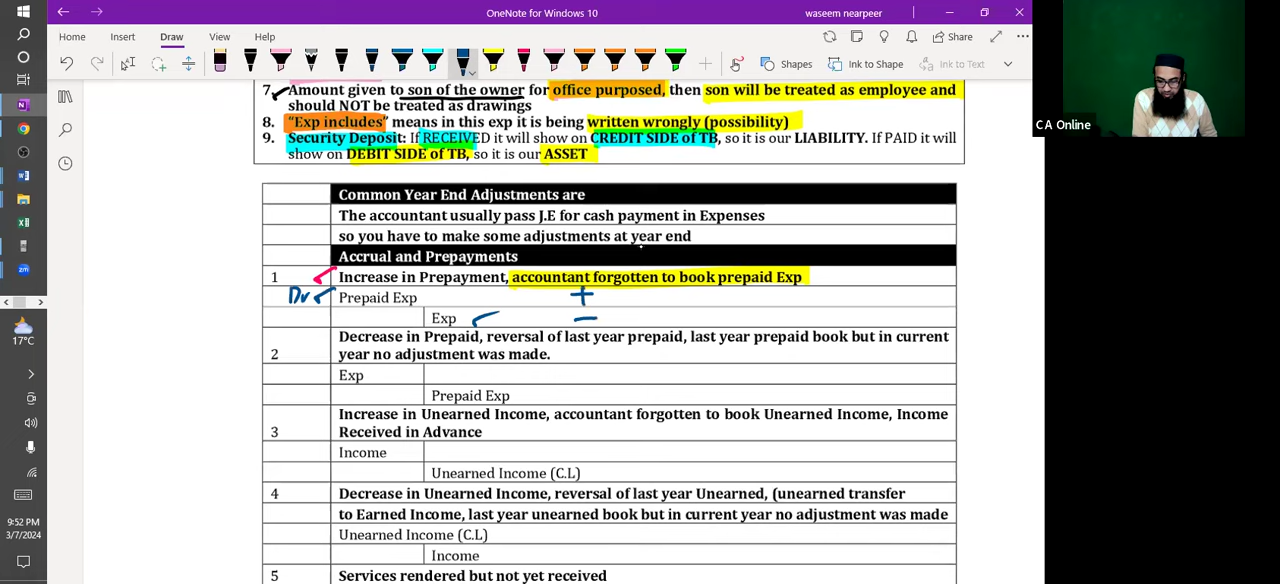 OneNote for Windows 10
waseem nearpeer
Home Insert Draw View Help
Share
Shapes Ink to Shape Ink to Text
7. Amount given to son of the owner for office purposed, then son will be treated as employee and
should NOT be treated as drawings
8. "Exp includes" means in this exp it is being written wrongly (possibility)
9. Security Deposit: If RECEIVED it will show on CREDIT SIDE of TB, so it is our LIABILITY. If PAID it will
show on DEBIT SIDE of TB, so it is our ASSET
C A Online
Common Year End Adjustments are
The accountant usually pass J.E for cash payment in Expenses
so you have to make some adjustments at year end
Accrual and Prepayments
1 Increase in Prepayment, accountant forgotten to book prepaid Exp
Dr Prepaid Exp +
Exp −
Decrease in Prepaid, reversal of last year prepaid, last year prepaid book but in current
2 year no adjustment was made.
Exp
Prepaid Exp
Increase in Unearned Income, accountant forgotten to book Unearned Income, Income
3 Received in Advance
Income
Unearned Income (C.L)
4 Decrease in Unearned Income, reversal of last year Unearned, (unearned transfer
to Earned Income, last year unearned book but in current year no adjustment was made
Unearned Income (C.L)
Income
5 Services rendered but not yet received
17°C
9:52 PM
3/7/2024